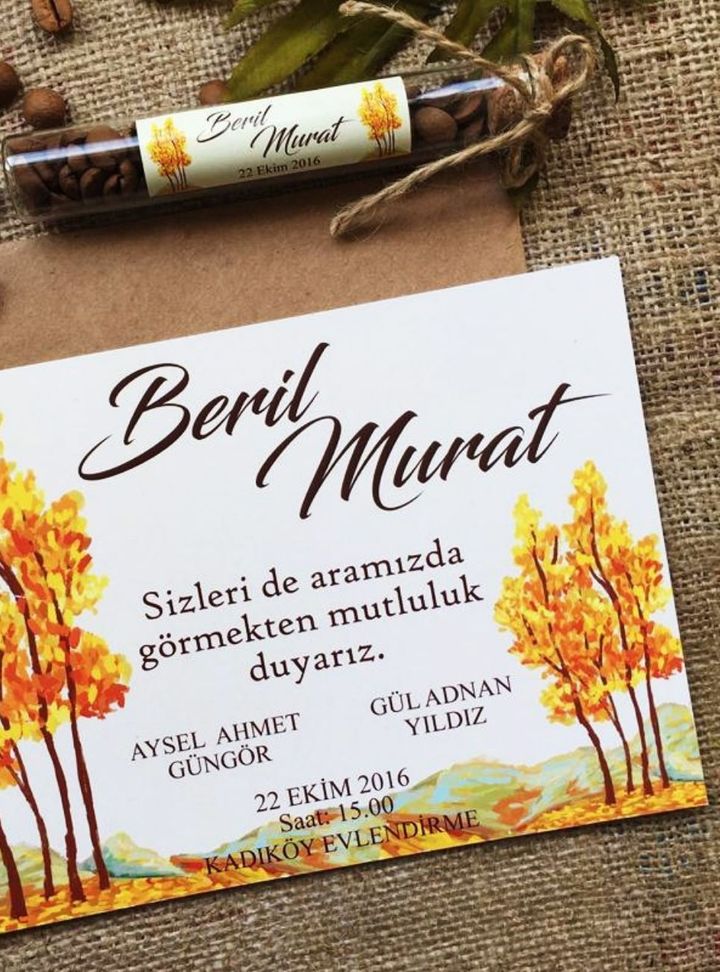 Beril
Murat
22 Ekim 2016
Beril
Murat
Sizleri de aramızda
görmekten mutluluk
duyarız.
AYSEL AHMET
GÜNGÖR
GÜL ADNAN
YILDIZ
22 EKİM 2016
Saat: 15.00
KADIKÖY EVLENDİRME